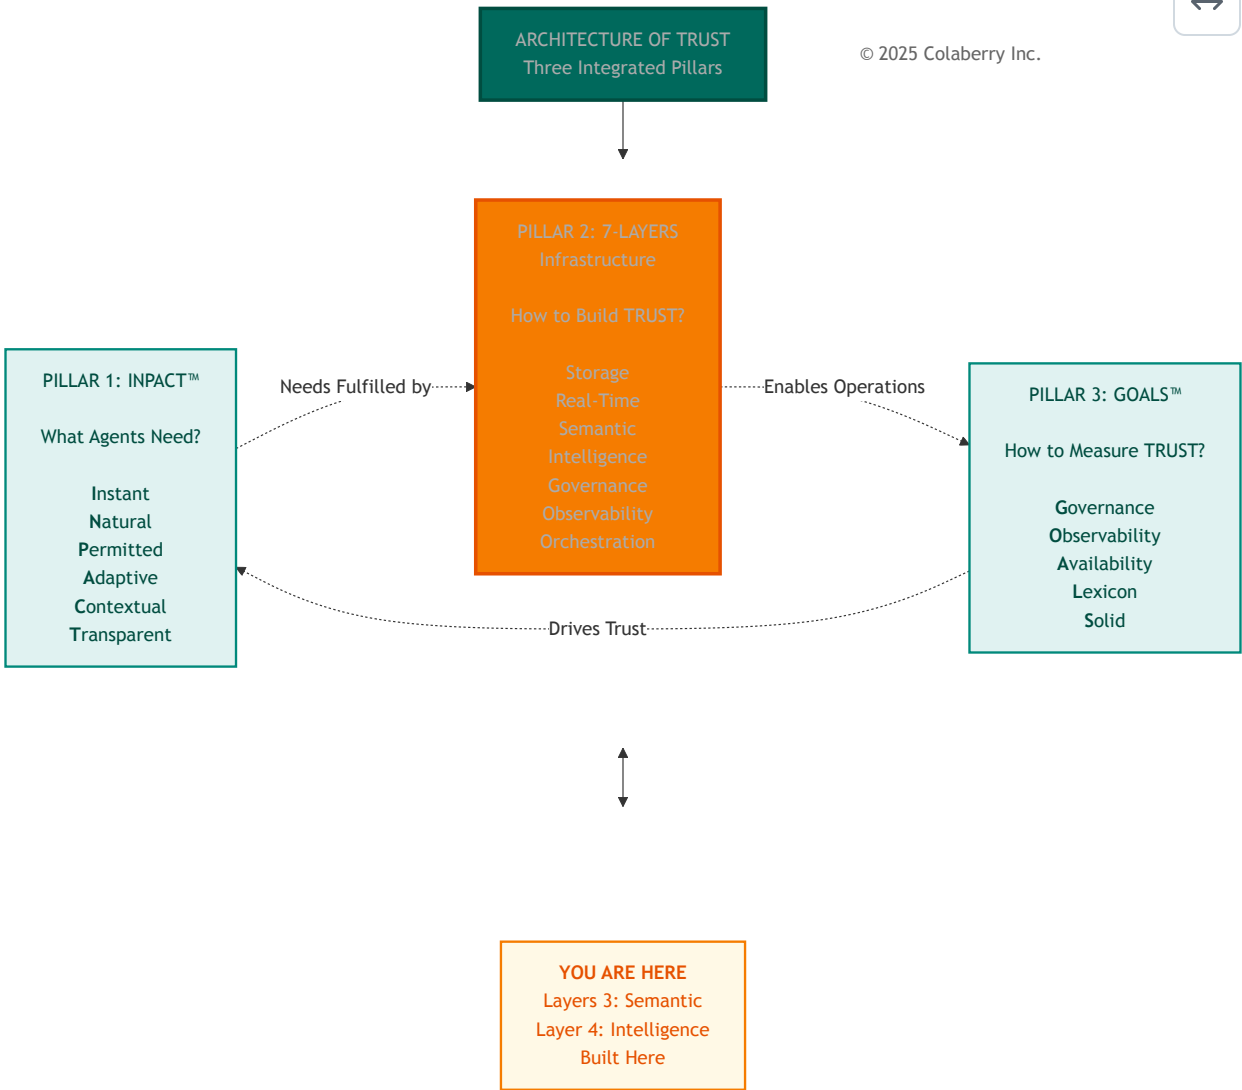 ARCHITECTURE OF TRUST
Three Integrated Pillars
© 2025 Colaberry Inc.
PILLAR 2: 7-LAYERS
Infrastructure
How to Build TRUST?
Storage
Real-Time
Semantic
Intelligence
Governance
Observability
Orchestration
PILLAR 1: INPACT™
What Agents Need?
Instant
Natural
Permitted
Adaptive
Contextual
Transparent
Needs Fulfilled by
Enables Operations
PILLAR 3: GOALS™
How to Measure TRUST?
Governance
Observability
Availability
Lexicon
Solid
Drives Trust
YOU ARE HERE
Layers 3: Semantic
Layer 4: Intelligence
Built Here